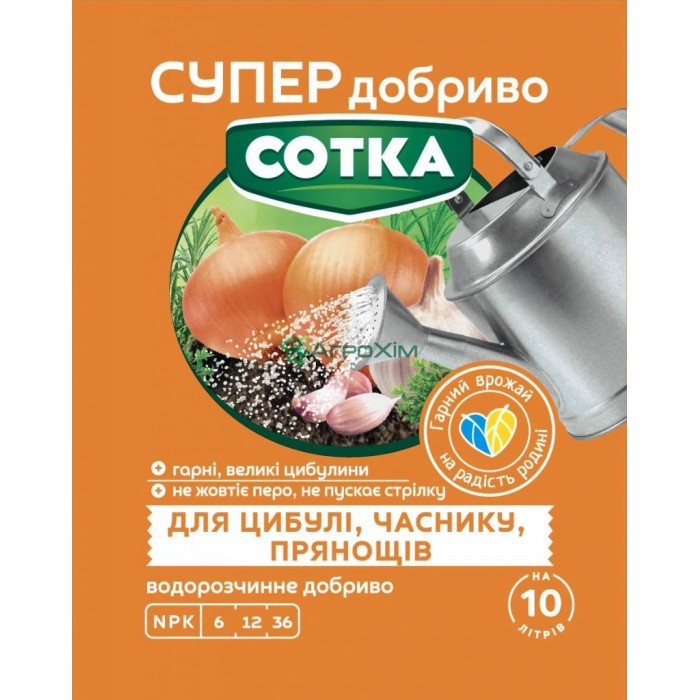 СУПЕР добриво
СОТКА
АгроХім
Гарний врожай
на радість родині
гарні, великі цибулини
не жовтіє перо, не пускає стрілку
ДЛЯ ЦИБУЛІ, ЧАСНИКУ,
ПРЯНОЩІВ
водорозчинне добриво
NPK 6 12 36
НА
10
ЛІТРІВ